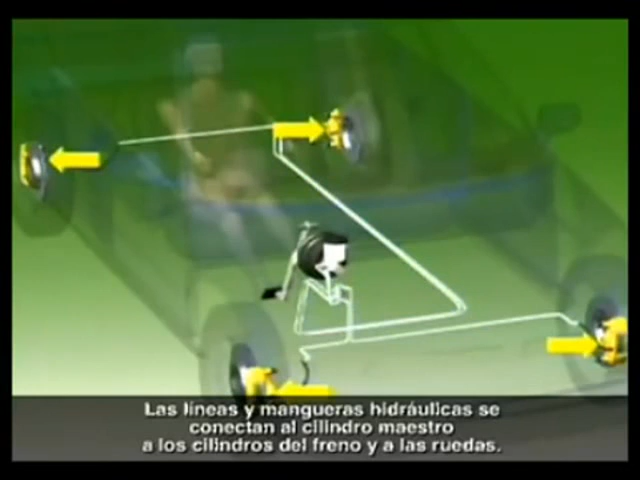 Las líneas y mangueras hidráulicas se
conectan al cilindro maestro
a los cilindros del freno y a las ruedas.